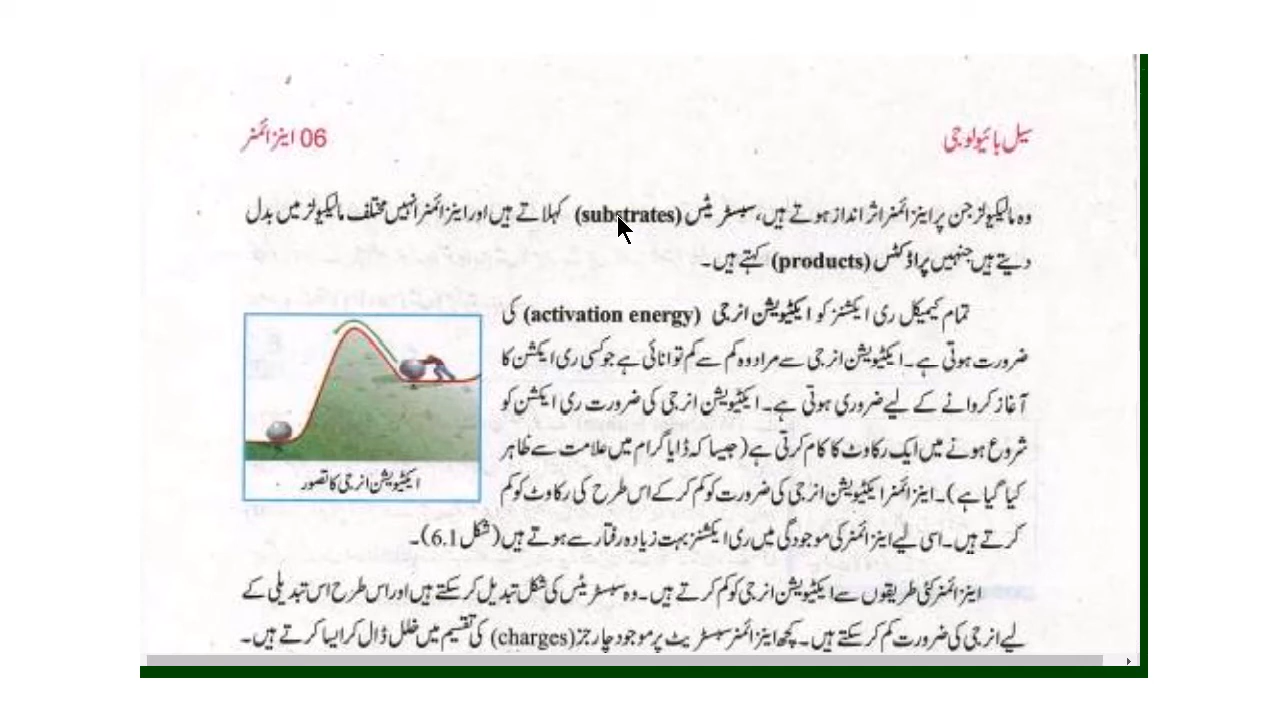 سیل بائیولوجی
06 اینزائمنر
وہ مالیکیولز جن پر اینزائمنر اثر انداز ہوتے ہیں، سبسٹریٹس (substrates) کہلاتے ہیں اور اینزائمنر انہیں مختلف مالیکیولز میں بدل
دیتے ہیں جنہیں پراڈکٹس (products) کہتے ہیں۔
تمام کیمیکل ری ایکشنز کو ایکٹیویشن انرجی (activation energy) کی
ضرورت ہوتی ہے۔ ایکٹیویشن انرجی سے مراد وہ کم سے کم توانائی ہے جو کسی ری ایکشن کا
آغاز کروانے کے لیے ضروری ہوتی ہے۔ ایکٹیویشن انرجی کی ضرورت ری ایکشن کو
شروع ہونے میں ایک رکاوٹ کا کام کرتی ہے (جیسا کہ ڈایاگرام میں علامت سے ظاہر
کیا گیا ہے)۔ اینزائمنر ایکٹیویشن انرجی کی ضرورت کو کم کر کے اس طرح کی رکاوٹ کو کم
کرتے ہیں۔ اسی لیے اینزائمنر کی موجودگی میں ری ایکشنز بہت زیادہ رفتار سے ہوتے ہیں (شکل 6.1)۔
ایکٹیویشن انرجی کا تصور
اینزائمنر کئی طریقوں سے ایکٹیویشن انرجی کو کم کرتے ہیں۔ وہ سبسٹریٹس کی شکل تبدیل کر سکتے ہیں اور اس طرح اس تبدیلی کے
لیے انرجی کی ضرورت کم کر سکتے ہیں۔ کچھ اینزائمنر سبسٹریٹ پر موجود چارجز (charges) کی تقسیم میں خلل ڈال کر ایسا کرتے ہیں۔